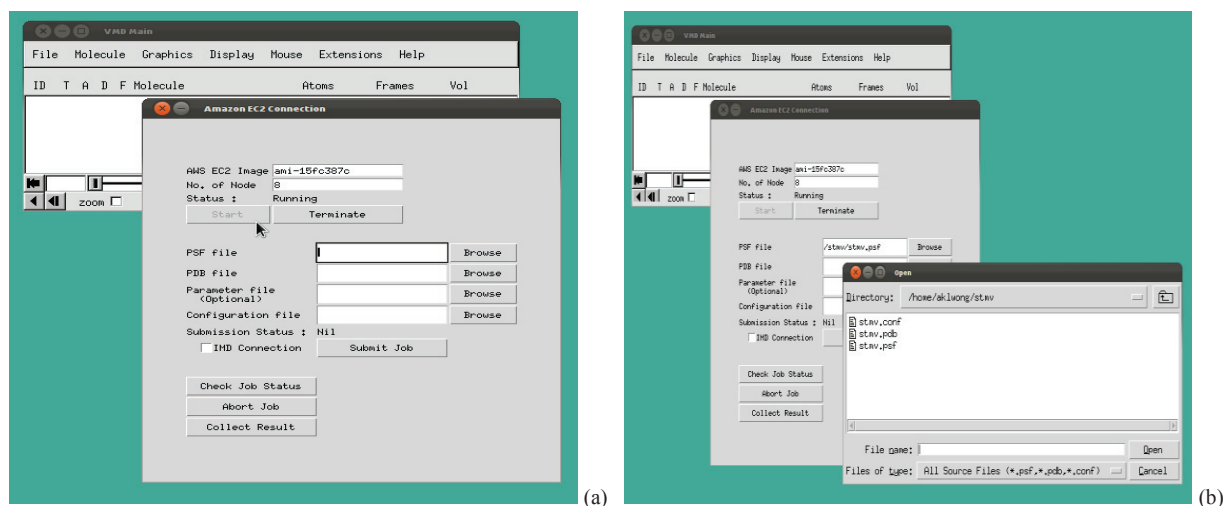 VMD Main
File Molecule Graphics Display Mouse Extensions Help
ID T A D F Molecule Atoms Frames Vol
zoom
Amazon EC2 Connection
AWS EC2 Image ami-15fc387c
No. of Node 8
Status : Running
Start Terminate
PSF file Browse
PDB file Browse
Parameter file Browse
(Optional)
Configuration file Browse
Submission Status : Nil
IMD Connection Submit Job
Check Job Status
Abort Job
Collect Result
(a)
VMD Main
File Molecule Graphics Display Mouse Extensions Help
ID T A D F Molecule Atoms Frames Vol
zoom
Amazon EC2 Connection
AWS EC2 Image ami-15fc387c
No. of Node 8
Status : Running
Start Terminate
PSF file /stmv/stmv.psf Browse
PDB file
Parameter file
(Optional)
Configuration file
Submission Status : Nil
IMD Connection
Check Job Status
Abort Job
Collect Result
Open
Directory: /home/aklwong/stmv
stmv.conf
stmv.pdb
stmv.psf
File name: Open
Files of type: All Source Files (*.psf,*.pdb,*.conf) Cancel
(b)